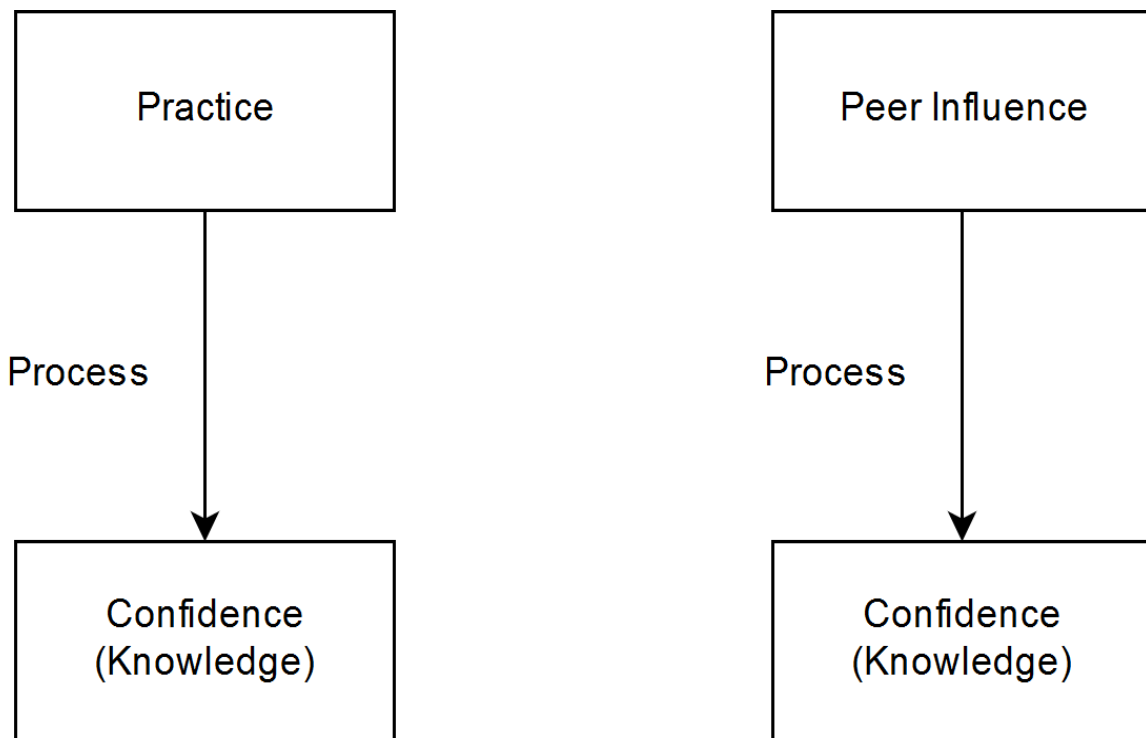 Practice
Peer Influence
Process
Process
Confidence
(Knowledge)
Confidence
(Knowledge)